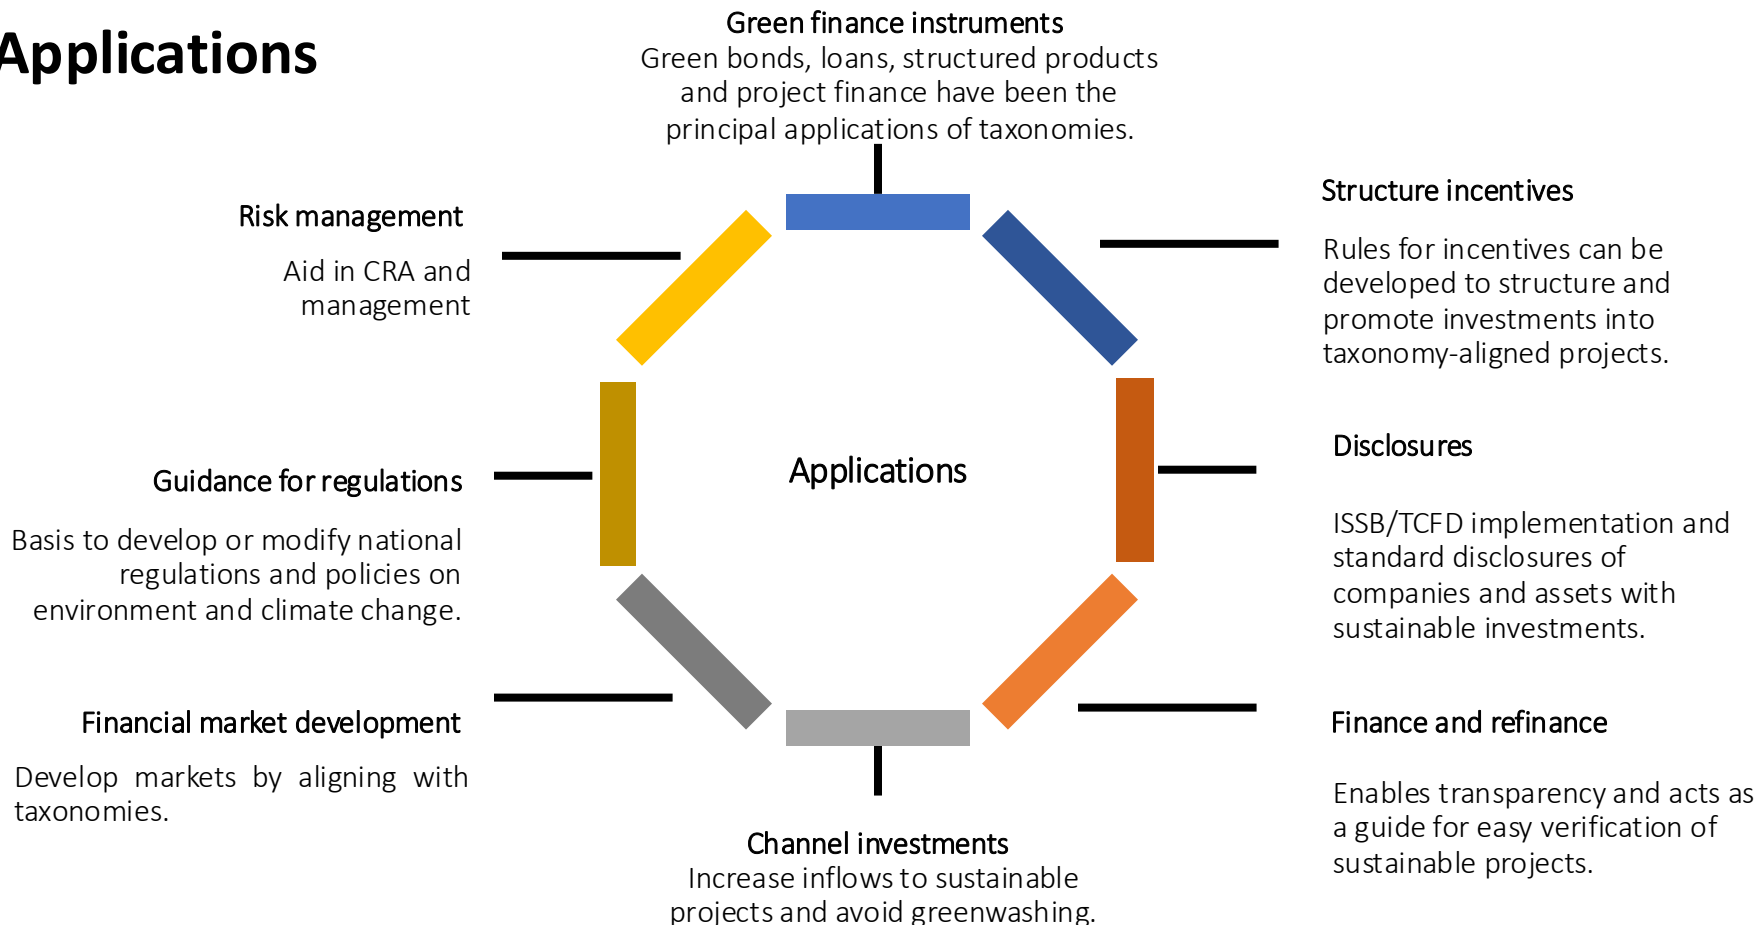 Applications
Green finance instruments
Green bonds, loans, structured products
and project finance have been the
principal applications of taxonomies.
Structure incentives
Rules for incentives can be
developed to structure and
promote investments into
taxonomy-aligned projects.
Disclosures
ISSB/TCFD implementation and
standard disclosures of
companies and assets with
sustainable investments.
Finance and refinance
Enables transparency and acts as
a guide for easy verification of
sustainable projects.
Channel investments
Increase inflows to sustainable
projects and avoid greenwashing.
Financial market development
Develop markets by aligning with
taxonomies.
Guidance for regulations
Basis to develop or modify national
regulations and policies on
environment and climate change.
Risk management
Aid in CRA and
management
Applications